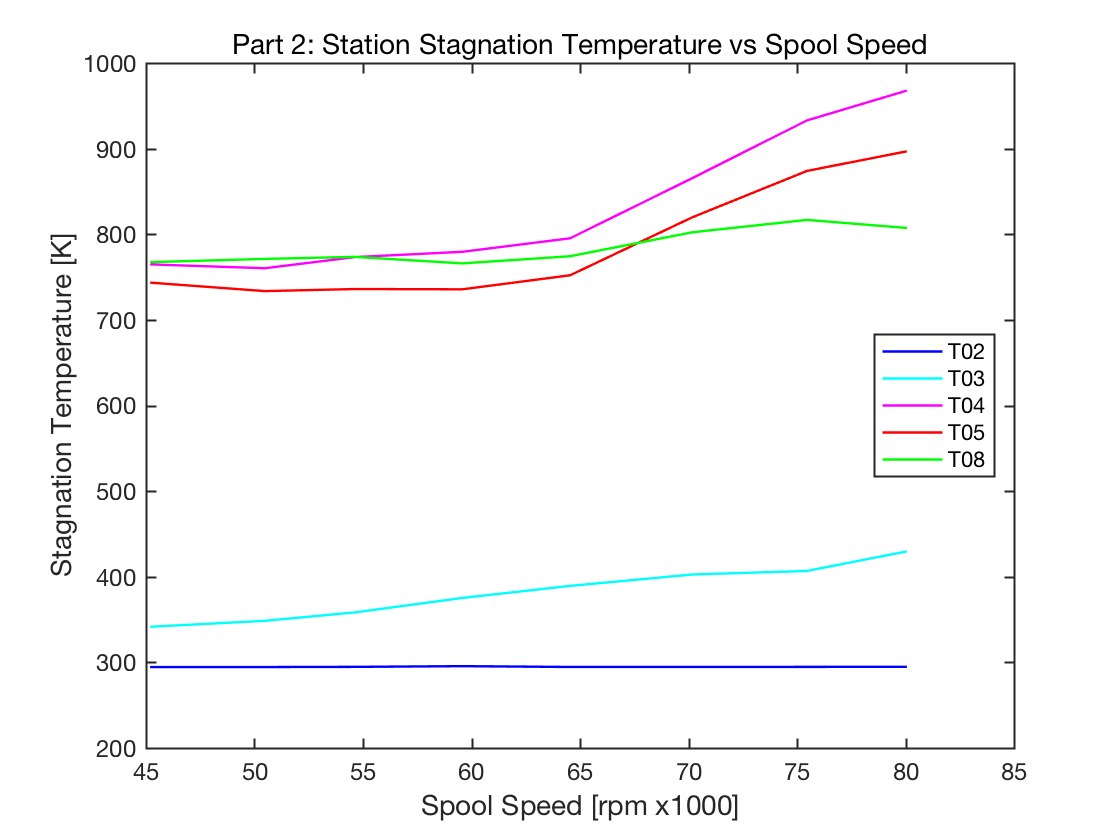 Part 2: Station Stagnation Temperature vs Spool Speed
1000
900
800
700
600
500
400
300
200
Stagnation Temperature [K]
T02
T03
T04
T05
T08
45 50 55 60 65 70 75 80 85
Spool Speed [rpm x1000]